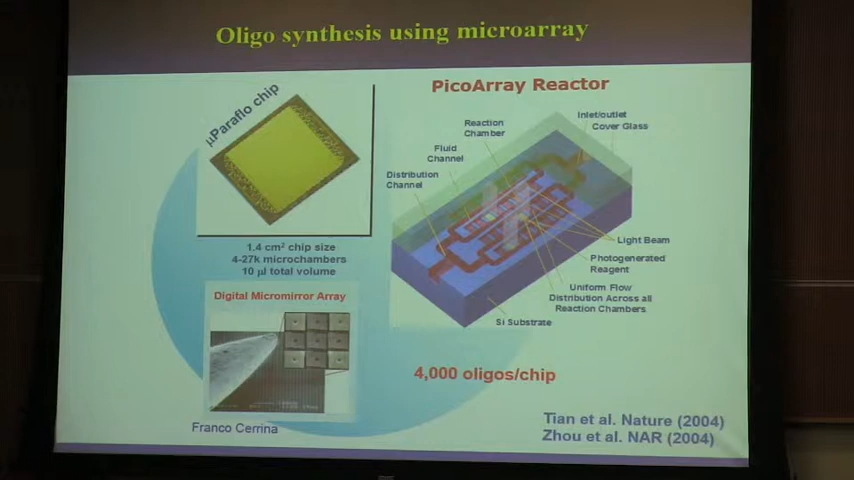 Oligo synthesis using microarray
µParaflo chip
1.4 cm² chip size
4-27k microchambers
10 µl total volume
Digital Micromirror Array
Franco Cerrina
PicoArray Reactor
Reaction
Chamber
Inlet/outlet
Cover Glass
Fluid
Channel
Distribution
Channel
Light Beam
Photogenerated
Reagent
Uniform Flow
Distribution Across all
Reaction Chambers
Si Substrate
4,000 oligos/chip
Tian et al. Nature (2004)
Zhou et al. NAR (2004)